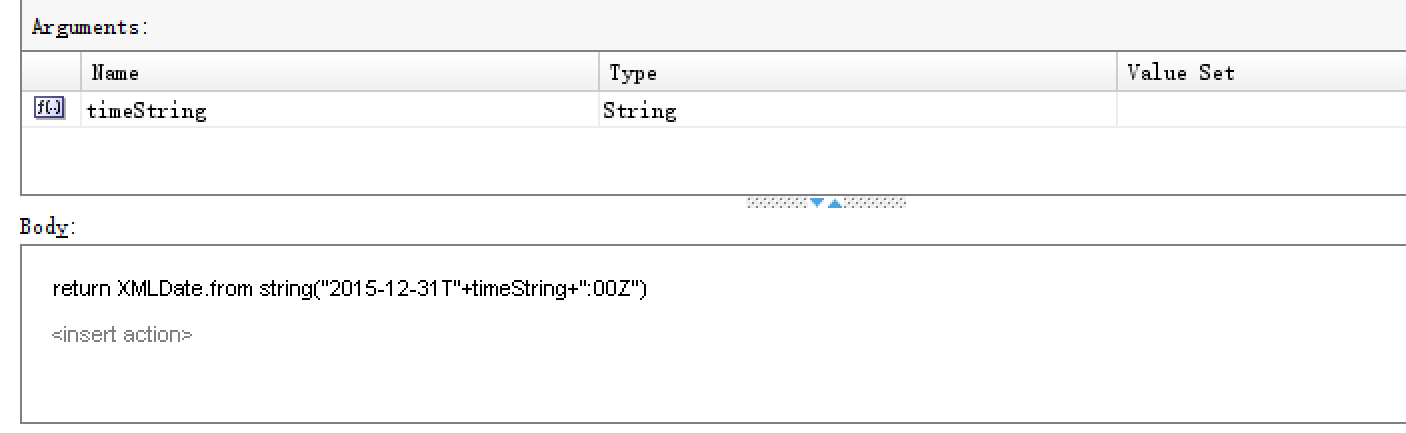 Arguments:
Name Type Value Set
f(..) timeString String
Body:
return XMLDate.from string("2015-12-31T"+timeString+":00Z")
<insert action>